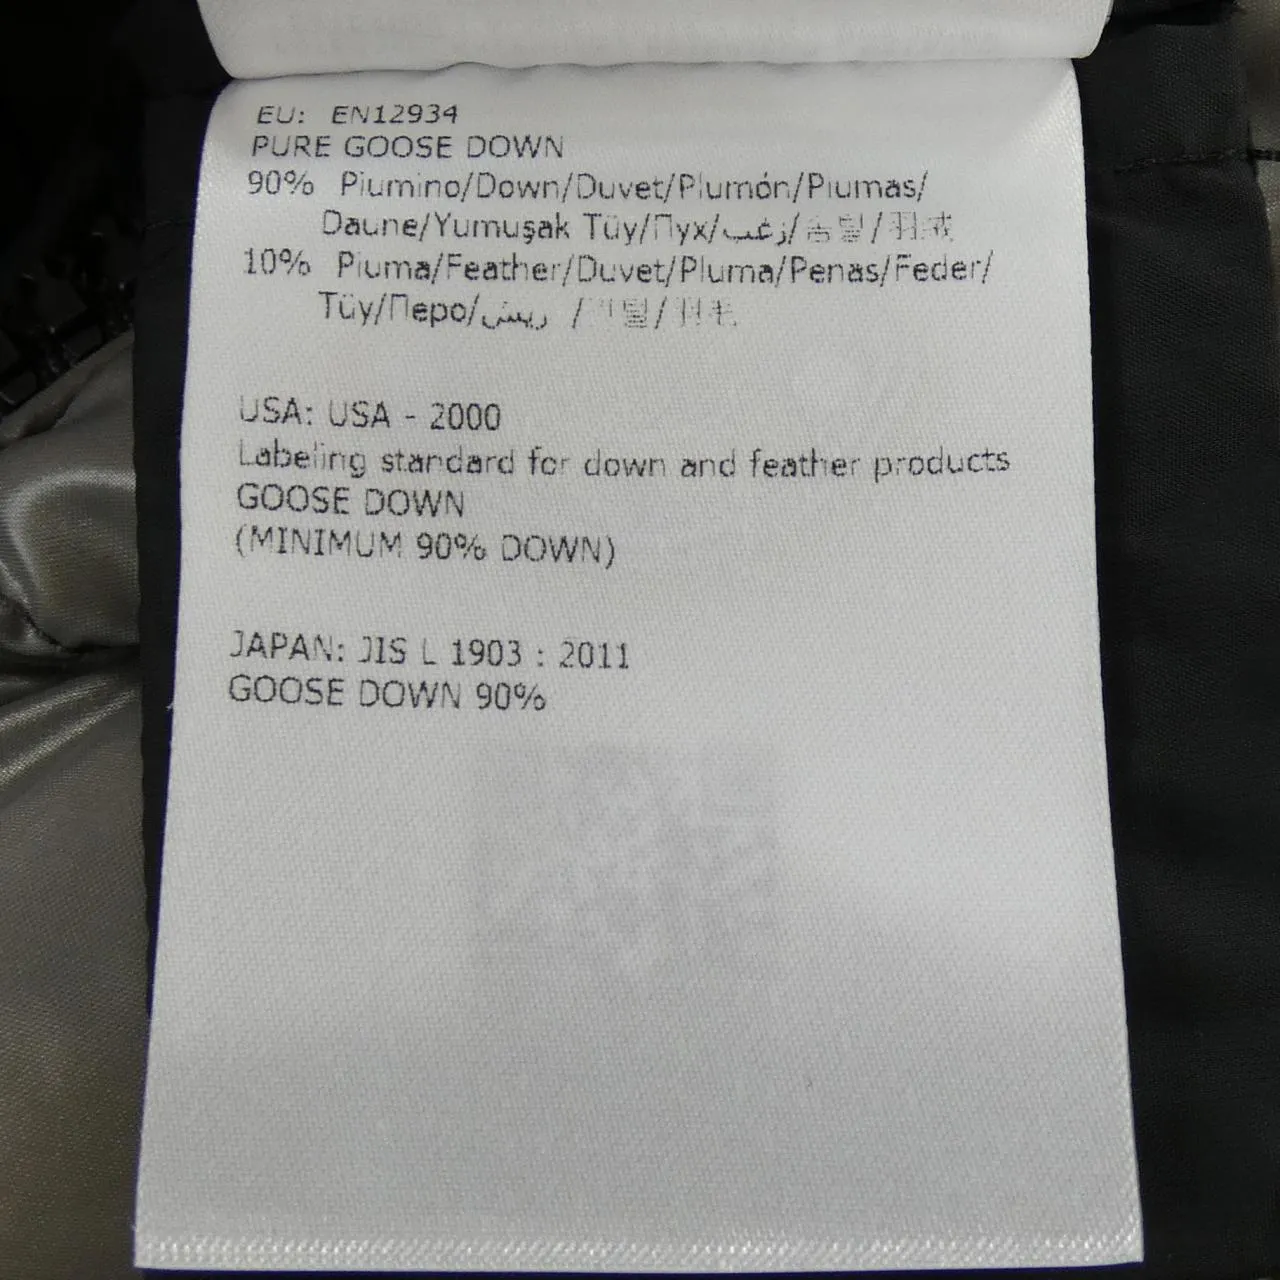 EU: EN12934
PURE GOOSE DOWN
90% Piumino/Down/Duvet/Plumón/Plumas/
Daune/Yumuşak Tüy/Пух/زغب/솜털/羽绒
10% Piuma/Feather/Duvet/Pluma/Penas/Feder/
Tüy/Перо/ريش /깃털/羽毛
USA: USA - 2000
Labeling standard for down and feather products
GOOSE DOWN
(MINIMUM 90% DOWN)
JAPAN: JIS L 1903 : 2011
GOOSE DOWN 90%